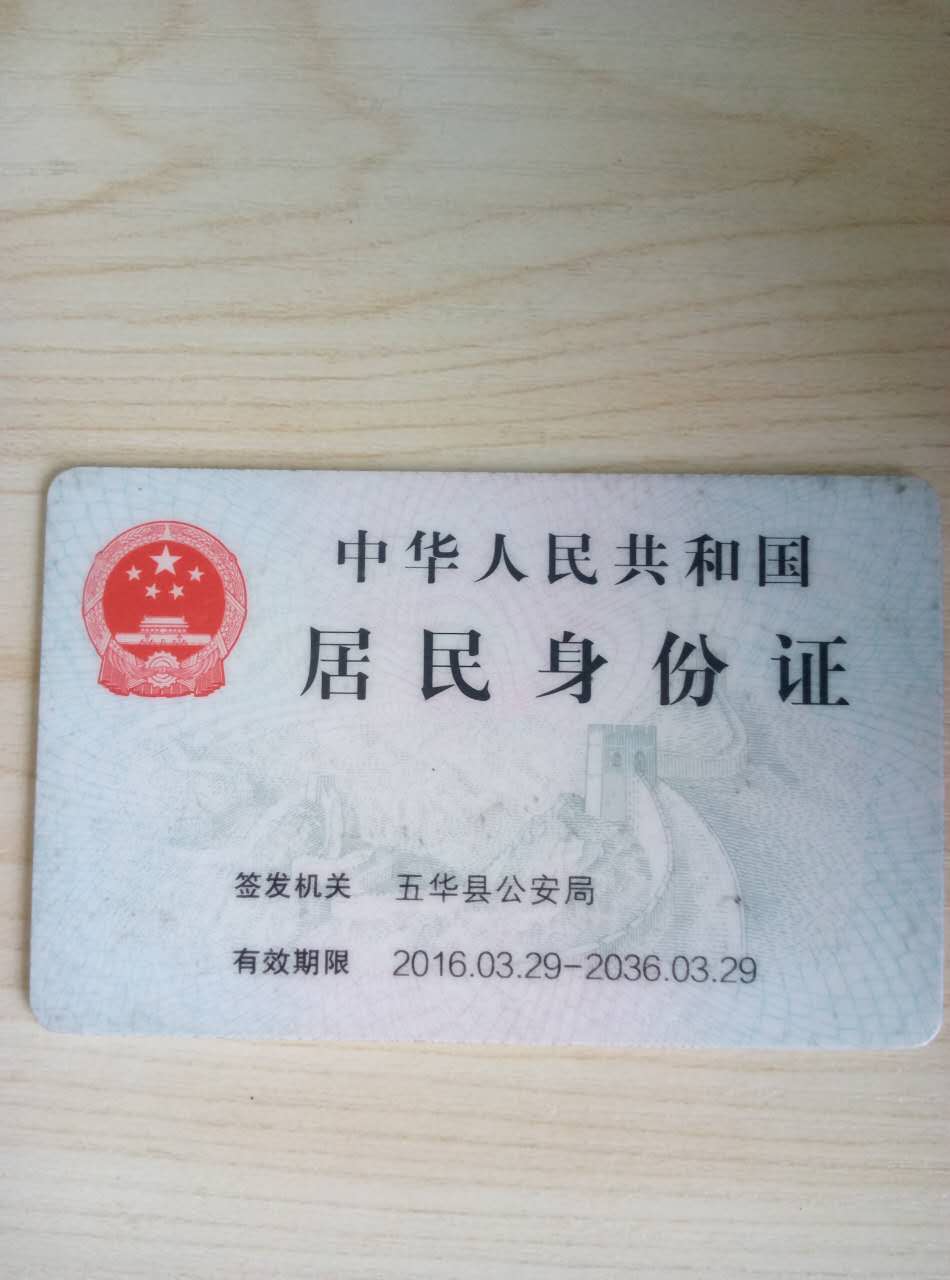 中华人民共和国
居民身份证
签发机关 五华县公安局
有效期限 2016.03.29-2036.03.29